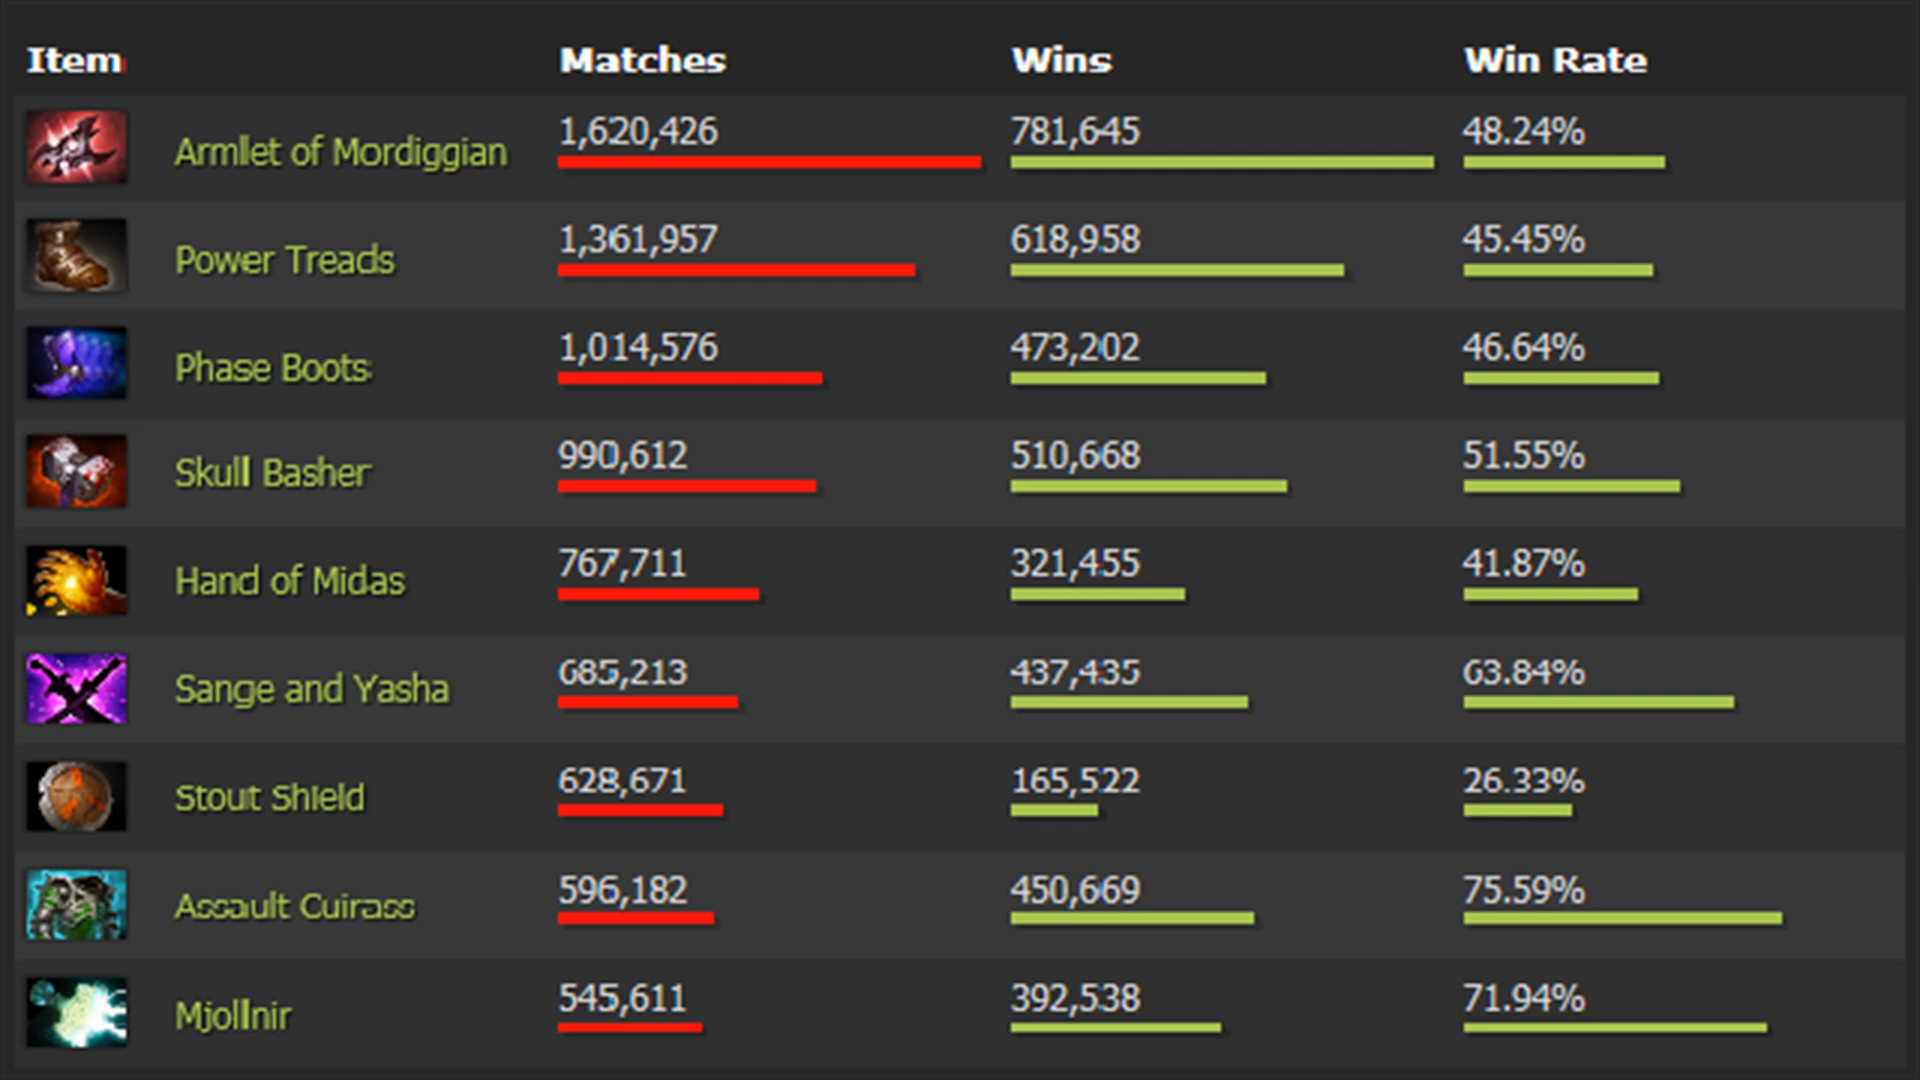 Item Matches Wins Win Rate
Armlet of Mordiggian 1,620,426 781,645 48.24%
Power Treads 1,361,957 618,958 45.45%
Phase Boots 1,014,576 473,202 46.64%
Skull Basher 990,612 510,668 51.55%
Hand of Midas 767,711 321,455 41.87%
Sange and Yasha 685,213 437,435 63.84%
Stout Shield 628,671 165,522 26.33%
Assault Cuirass 596,182 450,669 75.59%
Mjollnir 545,611 392,538 71.94%